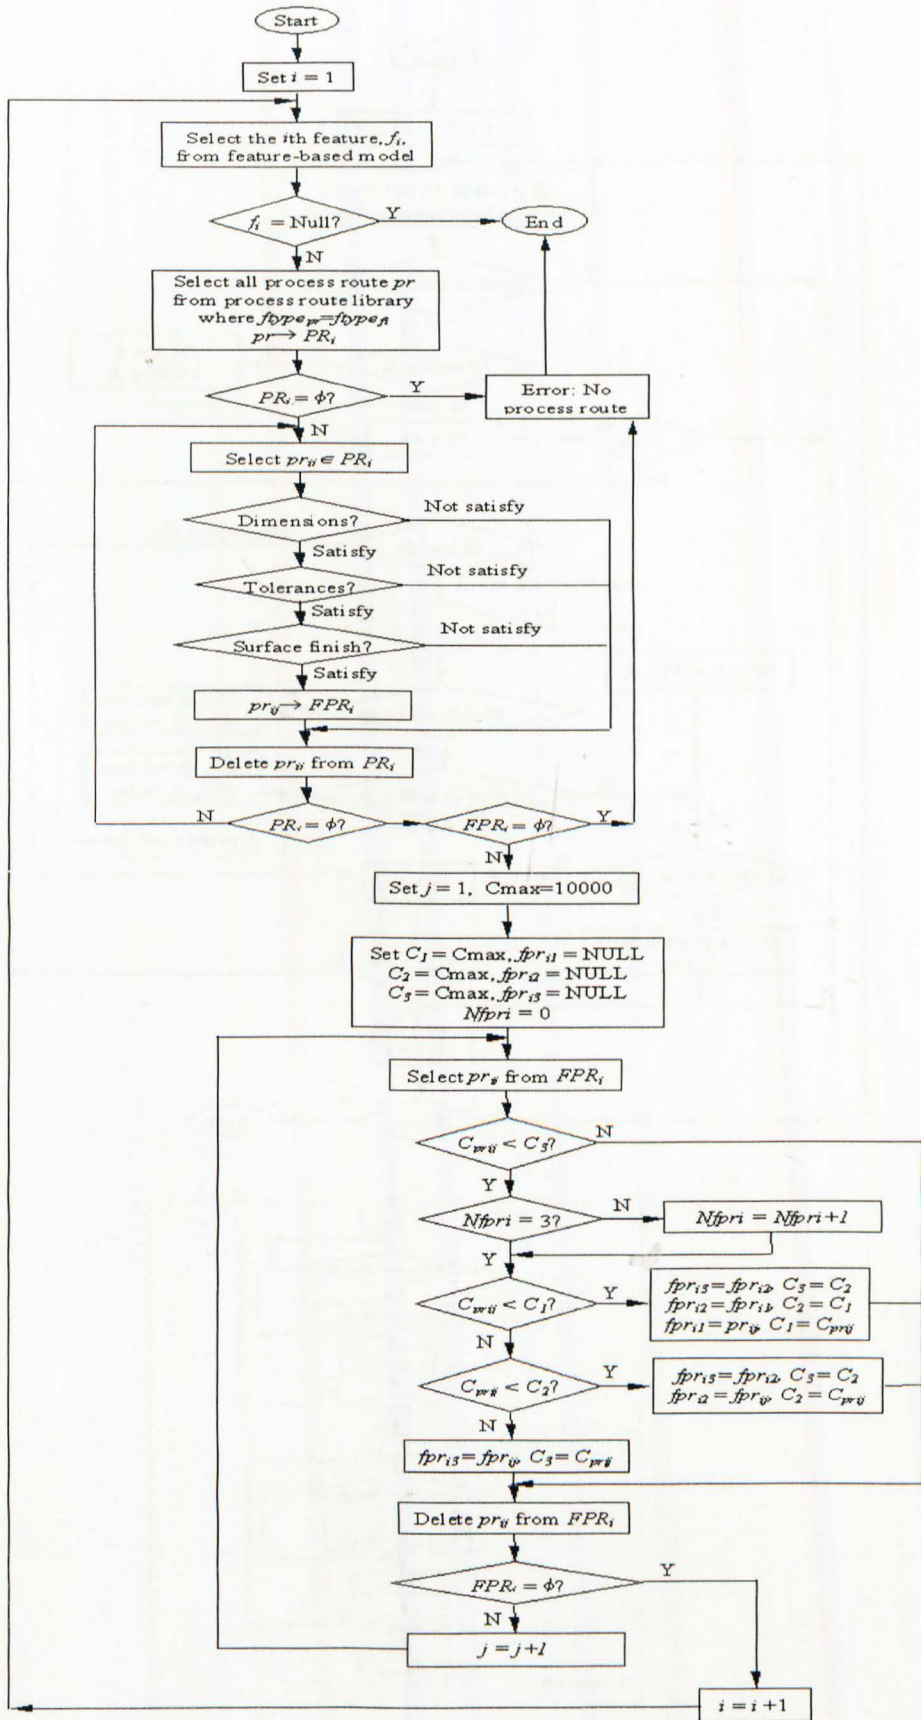 Start
Set i = 1
Select the ith feature, fi,
from feature-based model
fi = Null?
Y
End
N
Select all process route pr
from process route library
where ftypepr=ftypefi
pr→ PRi
PRi = ϕ?
Y
Error: No
process route
N
Select prij ∈ PRi
Dimensions?
Not satisfy
Satisfy
Tolerances?
Not satisfy
Satisfy
Surface finish?
Not satisfy
Satisfy
prij→ FPRi
Delete prij from PRi
N
PRi = ϕ?
FPRi = ϕ?
Y
N
Set j = 1, Cmax=10000
Set C1 = Cmax, fpri1 = NULL
C2 = Cmax, fpri2 = NULL
C3 = Cmax, fpri3 = NULL
Nfpri = 0
Select prij from FPRi
Cprij < C3?
N
Y
Nfpri = 3?
N
Nfpri = Nfpri+1
Y
Cprij < C1?
Y
fpri3=fpri2, C3=C2
fpri2=fpri1, C2=C1
fpri1=prij, C1=Cprij
N
Cprij < C2?
Y
fpri3=fpri2, C3=C2
fpri2=fprij, C2=Cprij
N
fpri3=fprij, C3=Cprij
Delete prij from FPRi
FPRi = ϕ?
Y
N
j = j+1
i = i+1